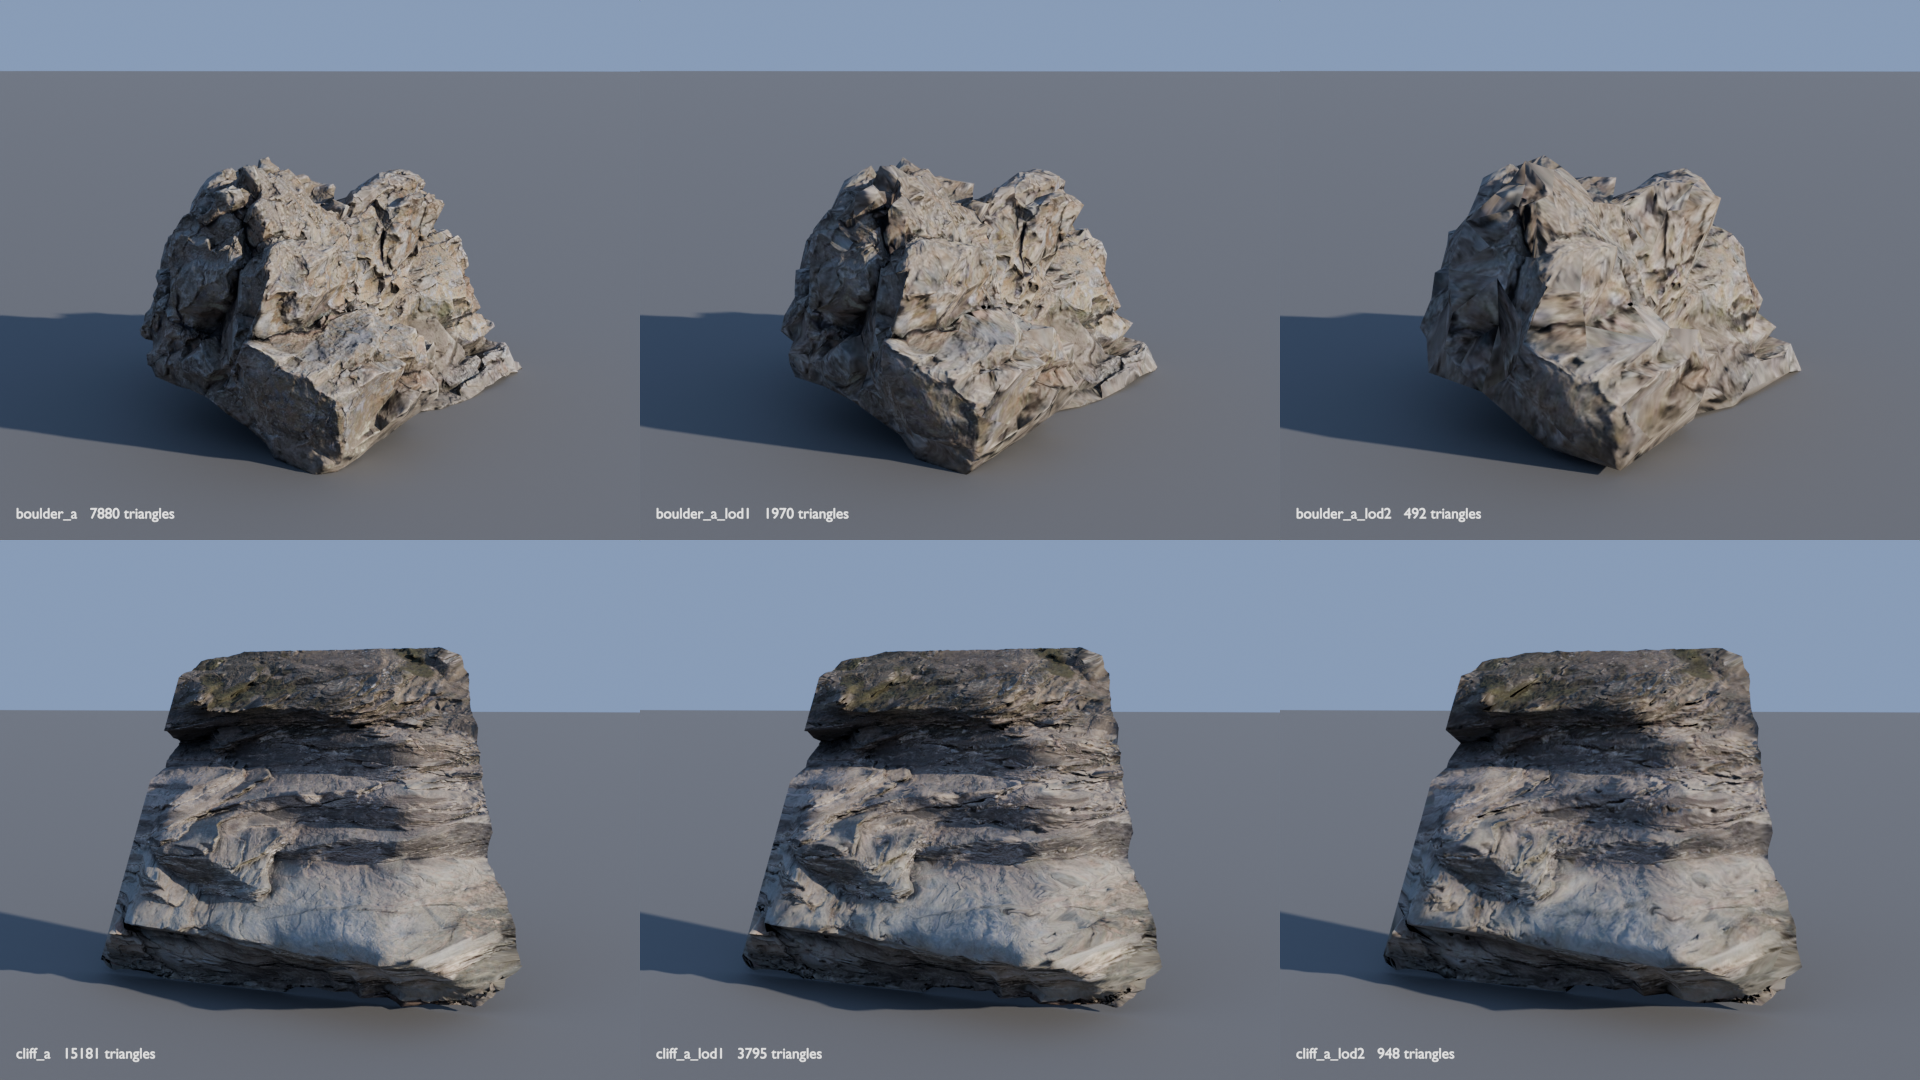 boulder_a 7880 triangles
boulder_a_lod1 1970 triangles
boulder_a_lod2 492 triangles
cliff_a 15181 triangles
cliff_a_lod1 3795 triangles
cliff_a_lod2 948 triangles